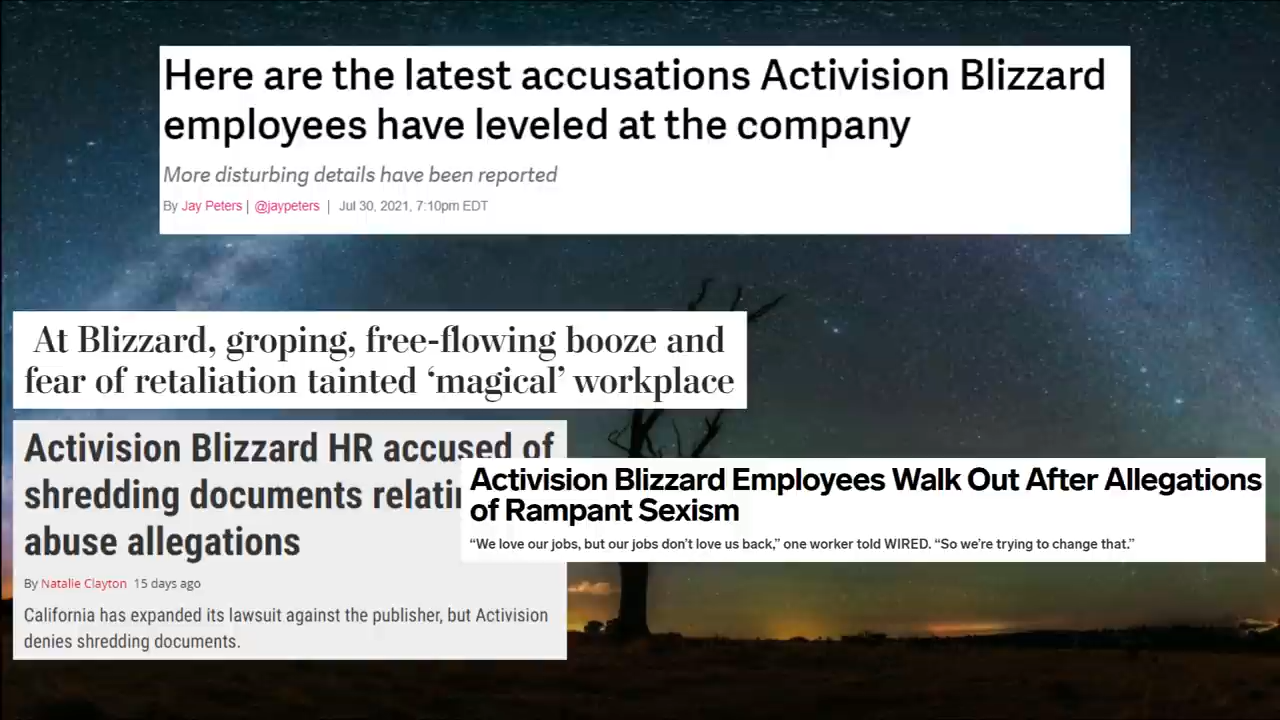 Here are the latest accusations Activision Blizzard
employees have leveled at the company
More disturbing details have been reported
By Jay Peters | @jaypeters | Jul 30, 2021, 7:10pm EDT
At Blizzard, groping, free-flowing booze and
fear of retaliation tainted ‘magical’ workplace
Activision Blizzard HR accused of
shredding documents
abuse allegations
By Natalie Clayton 15 days ago
California has expanded its lawsuit against the publisher, but Activision
denies shredding documents.
Activision Blizzard Employees Walk Out After Allegations
of Rampant Sexism
“We love our jobs, but our jobs don’t love us back,” one worker told WIRED. “So we’re trying to change that.”